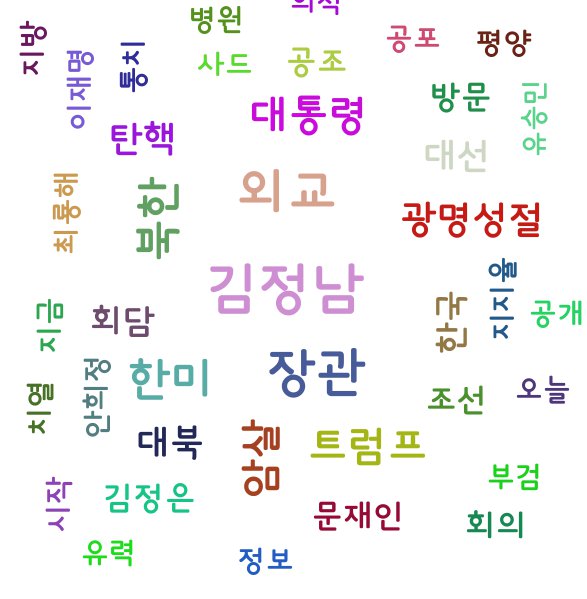 의석
병원
지방
공포
평양
이재명
통치
사드
공조
방문
유승민
대통령
탄핵
대선
최룡해
북한
외교
광명성절
김정남
지지율
지금
회담
한국
공개
치열
안희정
한미
장관
조선
오늘
대북
암살
트럼프
부검
시작
김정은
문재인
회의
유력
정보